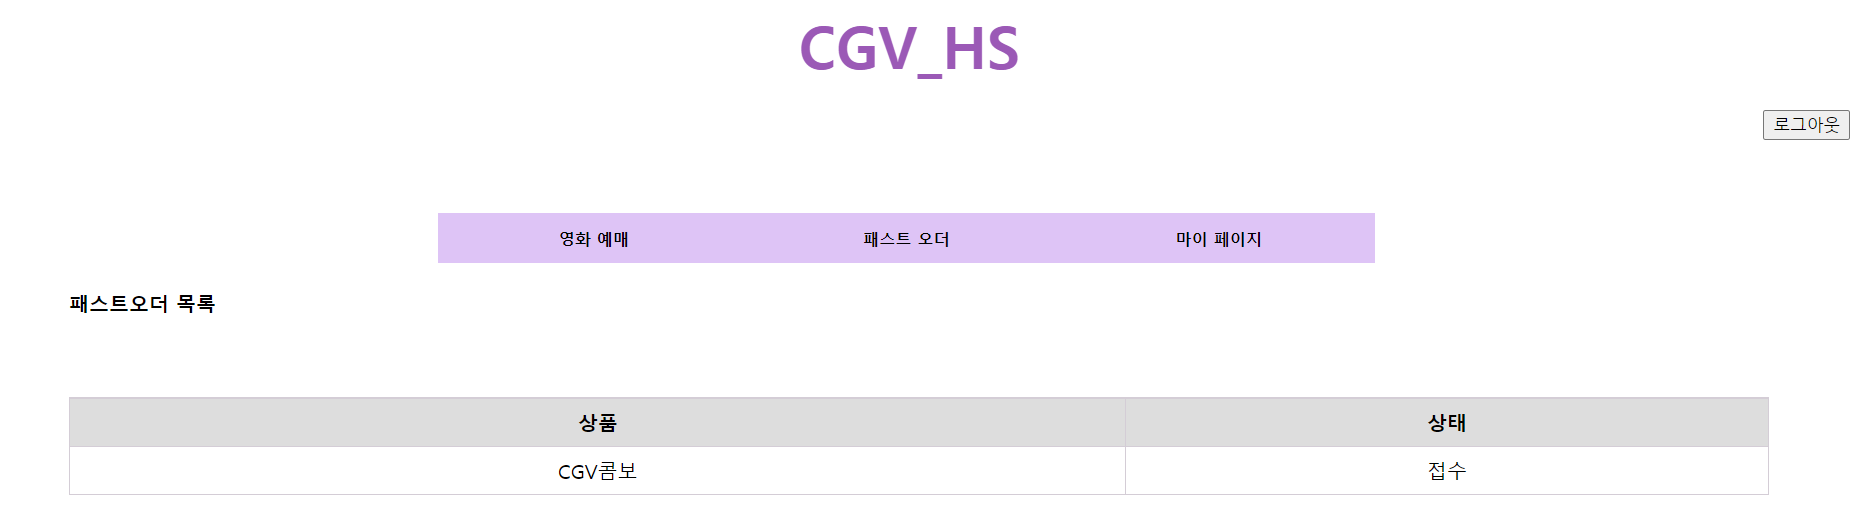 CGV_HS
로그아웃
영화 예매 패스트 오더 마이 페이지
패스트오더 목록
상품 상태
CGV콤보 접수